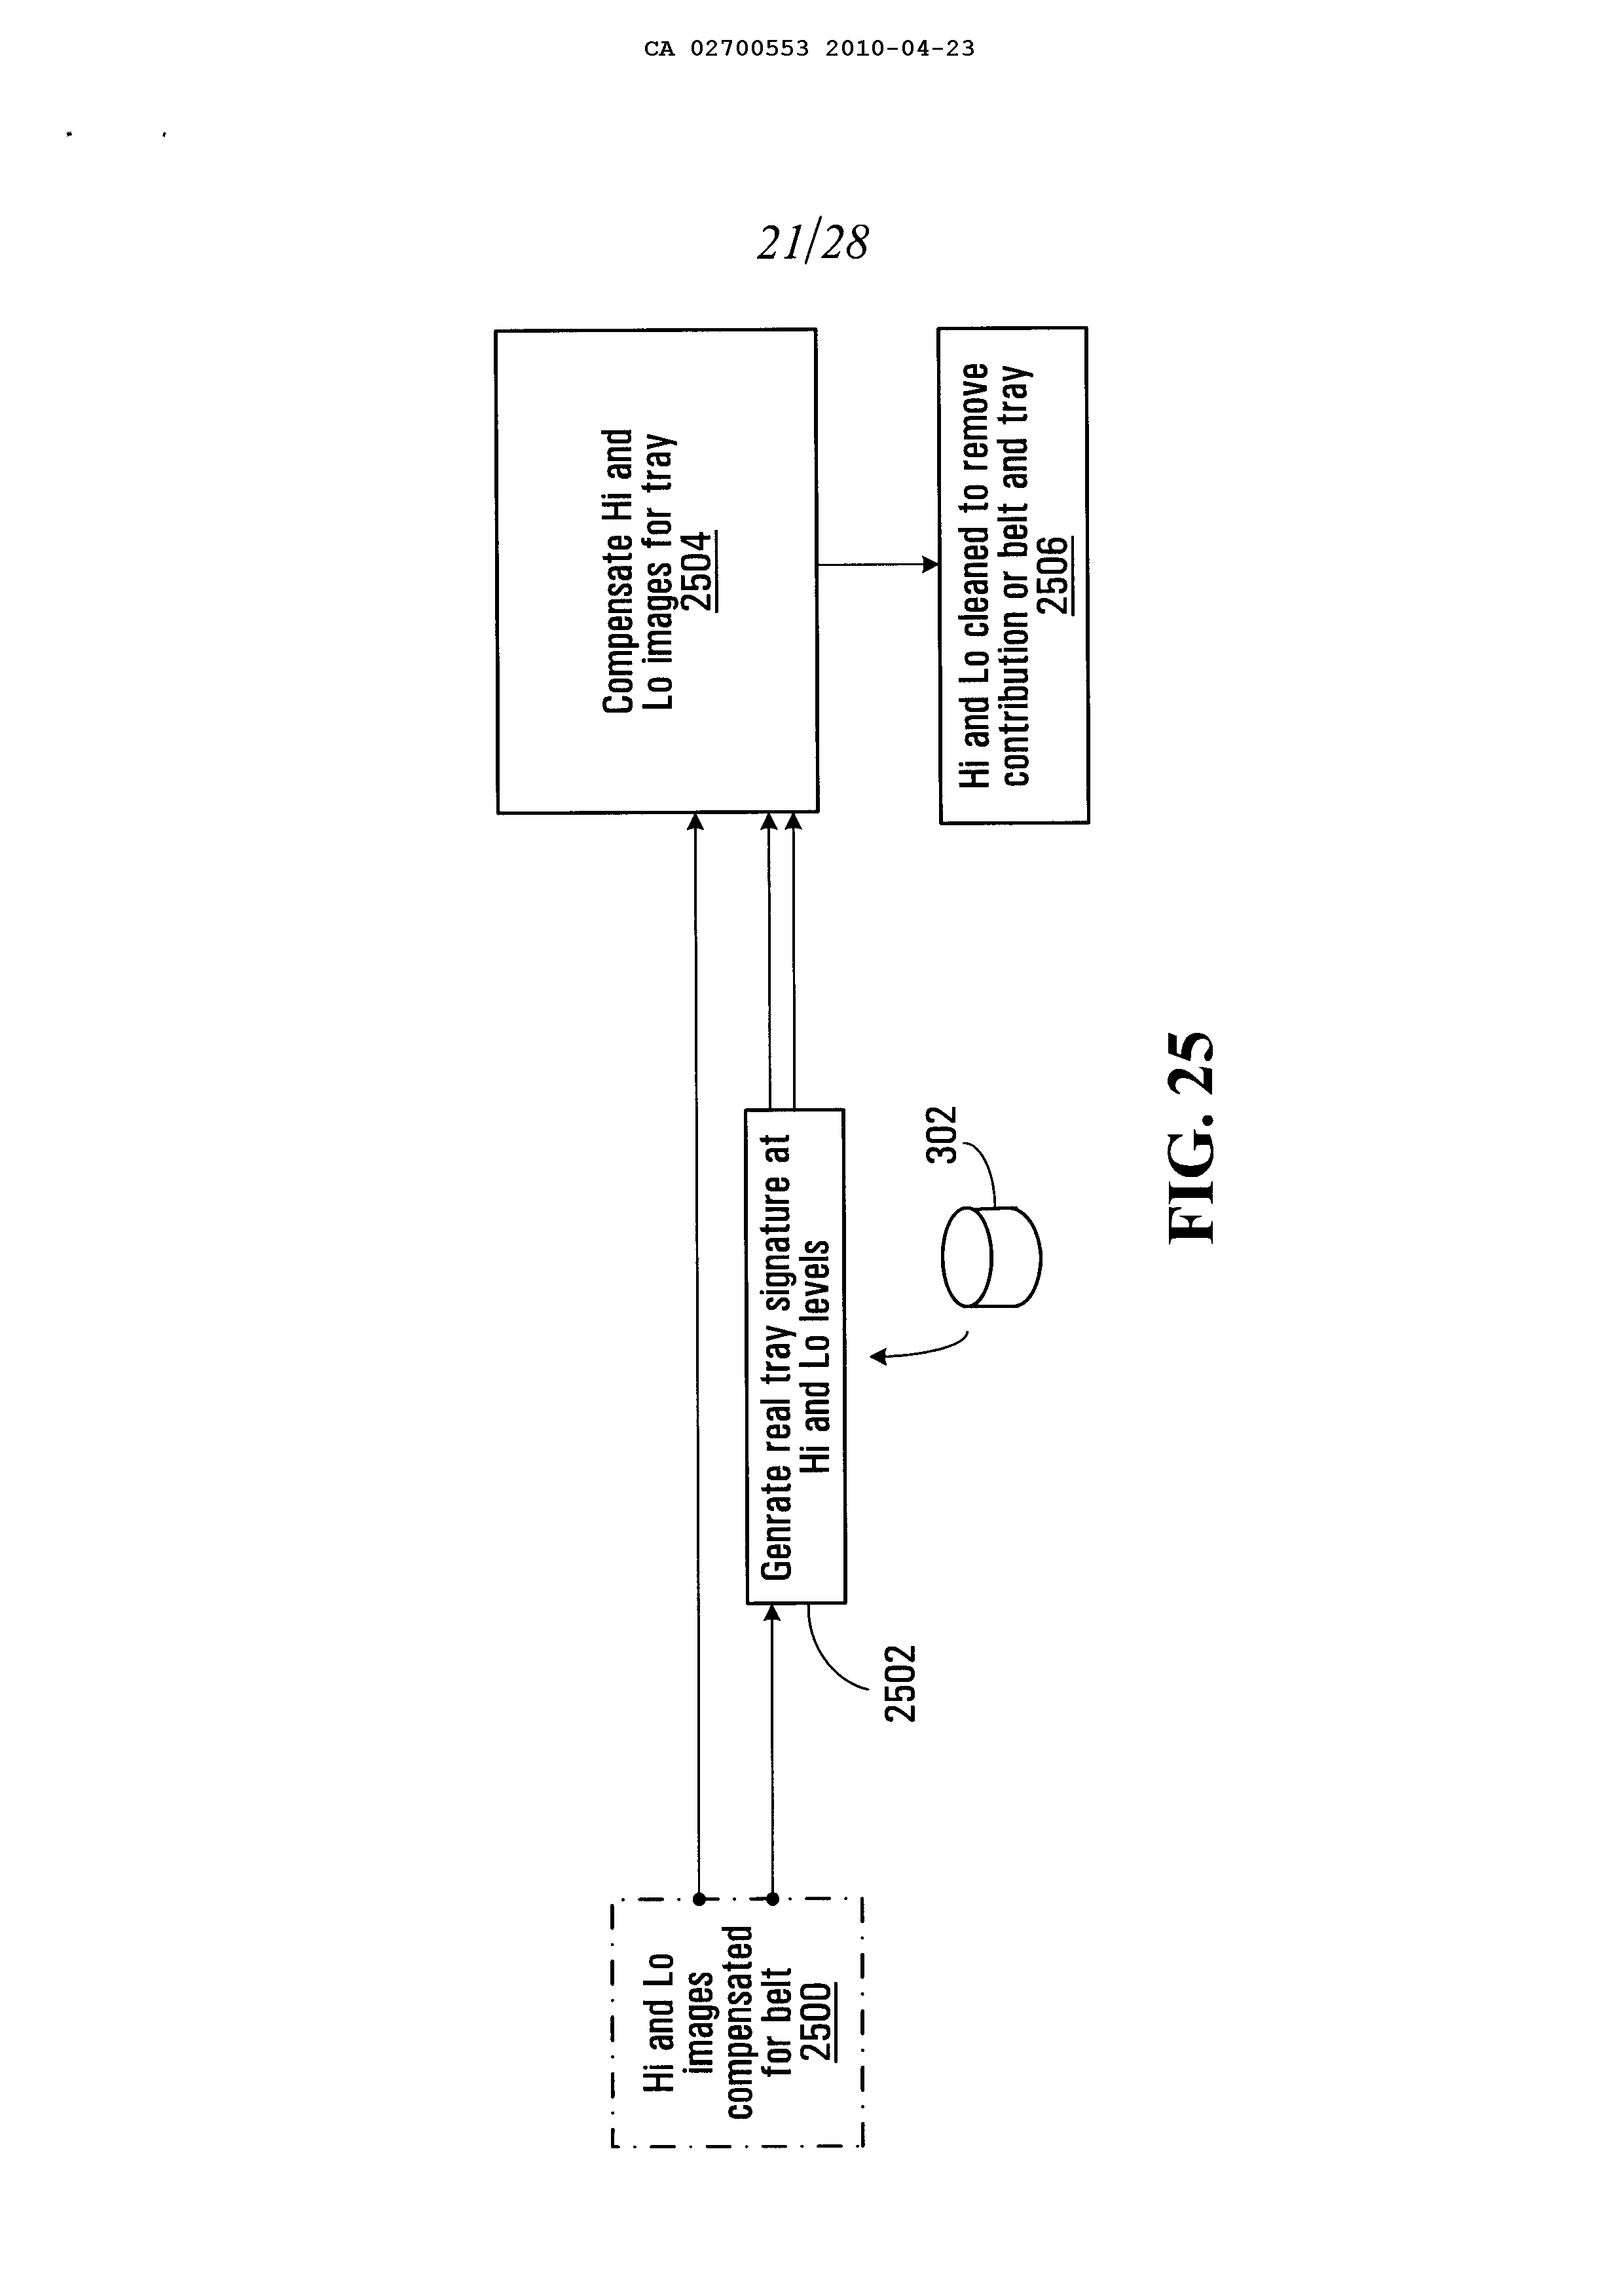 CA 02700553 2010-04-23
21/28
Hi and Lo
images
compensated
for belt
2500
Genrate real tray signature at
Hi and Lo levels
2502
302
Compensate Hi and
Lo images for tray
2504
Hi and Lo cleaned to remove
contribution or belt and tray
2506
FIG. 25